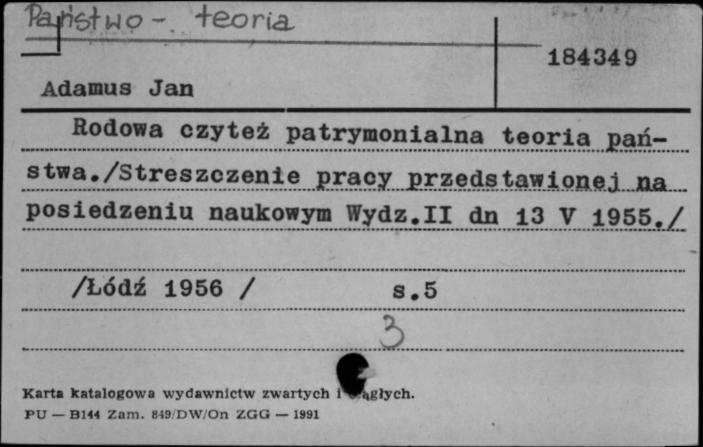 Państwo - teoria
184349
Adamus Jan
Rodowa czyteż patrymonialna teoria pań-
stwa./Streszczenie pracy przedstawionej na
posiedzeniu naukowym Wydz.II dn 13 V 1955./
/Łódź 1956 / s.5
3
Karta katalogowa wydawnictw zwartych i ciągłych.
PU — B144 Zam. 849/DW/On ZGG — 1991